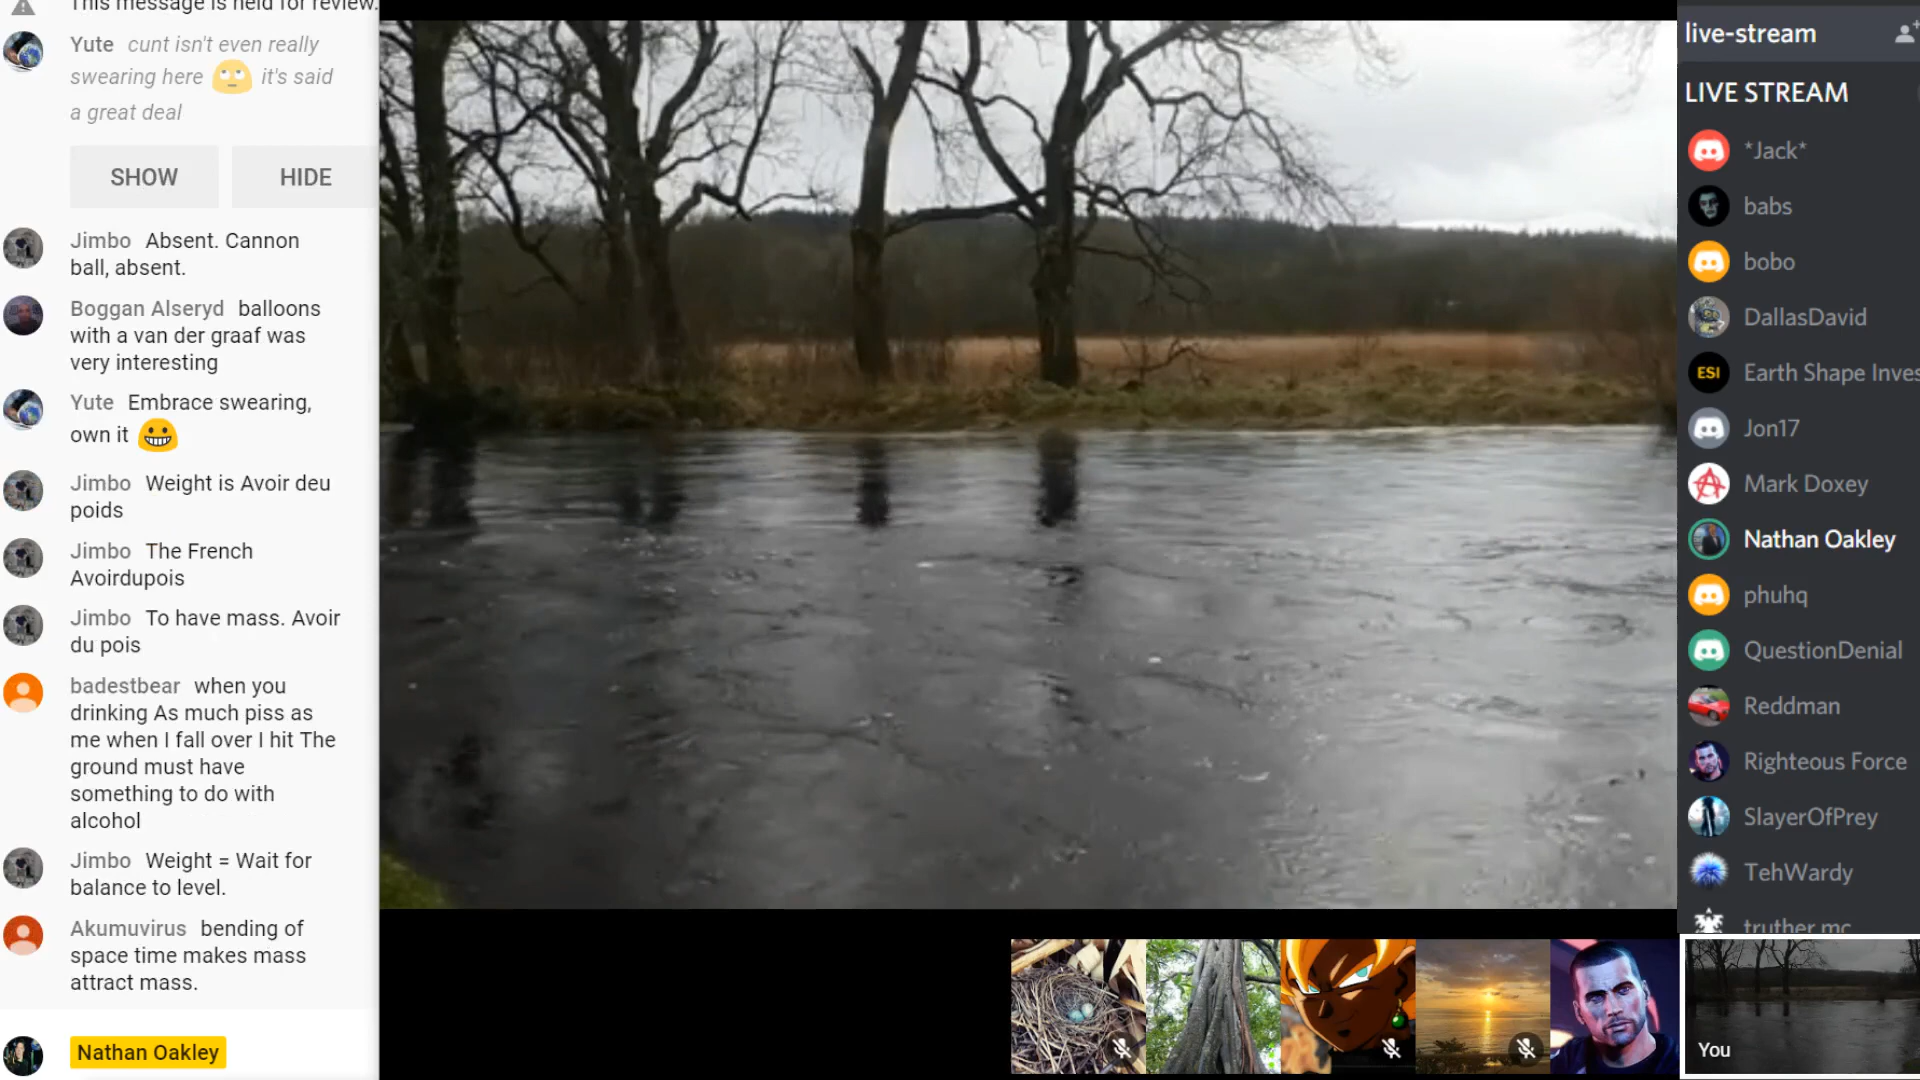 This message is held for review.
Yute cunt isn't even really
swearing here it's said
a great deal
SHOW HIDE
Jimbo Absent. Cannon
ball, absent.
Boggan Alseryd balloons
with a van der graaf was
very interesting
Yute Embrace swearing,
own it
Jimbo Weight is Avoir deu
poids
Jimbo The French
Avoirdupois
Jimbo To have mass. Avoir
du pois
badestbear when you
drinking As much piss as
me when I fall over I hit The
ground must have
something to do with
alcohol
Jimbo Weight = Wait for
balance to level.
Akumuvirus bending of
space time makes mass
attract mass.
Nathan Oakley
live-stream
LIVE STREAM
*Jack*
babs
bobo
DallasDavid
ESI
Earth Shape Inves
Jon17
Mark Doxey
Nathan Oakley
phuhq
QuestionDenial
Reddman
Righteous Force
SlayerOfPrey
TehWardy
truther mc
You